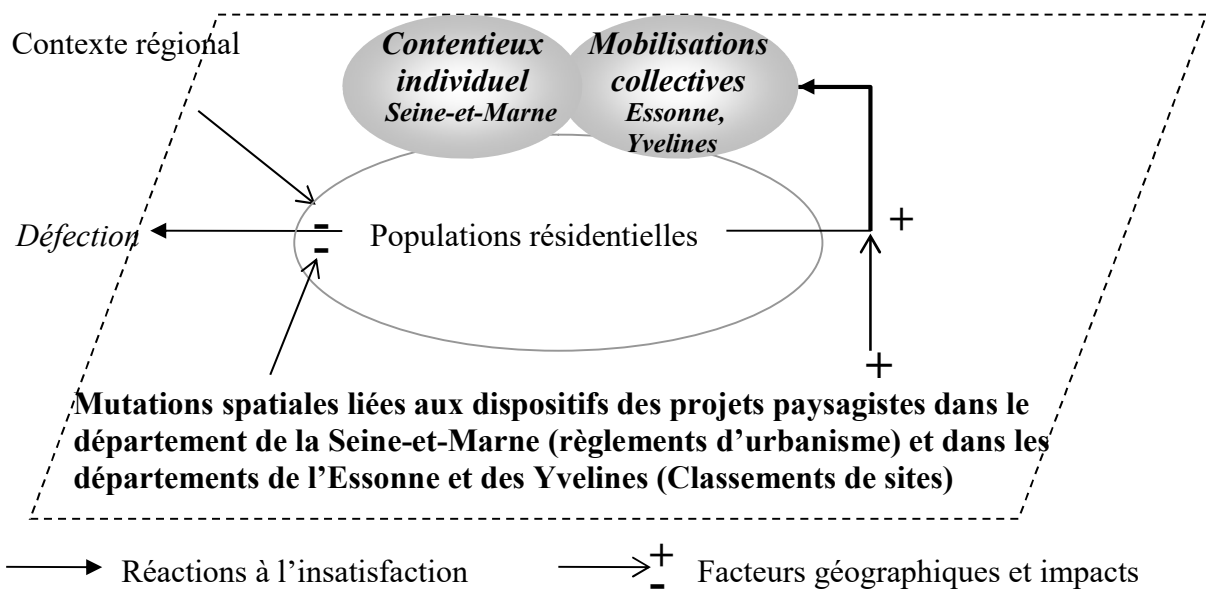 Contexte régional
Contentieux
individuel
Seine-et-Marne
Mobilisations
collectives
Essonne,
Yvelines
+
Défection
-
-
Populations résidentielles
+
Mutations spatiales liées aux dispositifs des projets paysagistes dans le
département de la Seine-et-Marne (règlements d’urbanisme) et dans les
départements de l’Essonne et des Yvelines (Classements de sites)
Réactions à l’insatisfaction
+
-
Facteurs géographiques et impacts